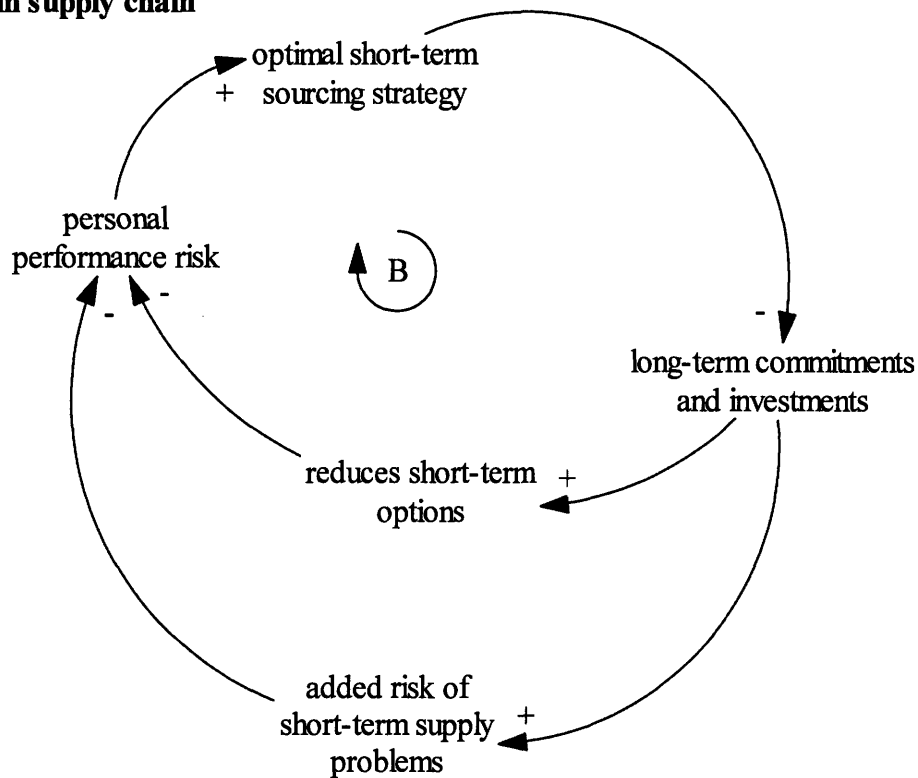 supply chain
optimal short-term
+ sourcing strategy
personal
performance risk
-
-
B
-
long-term commitments
and investments
reduces short-term +
options
added risk of
short-term supply +
problems